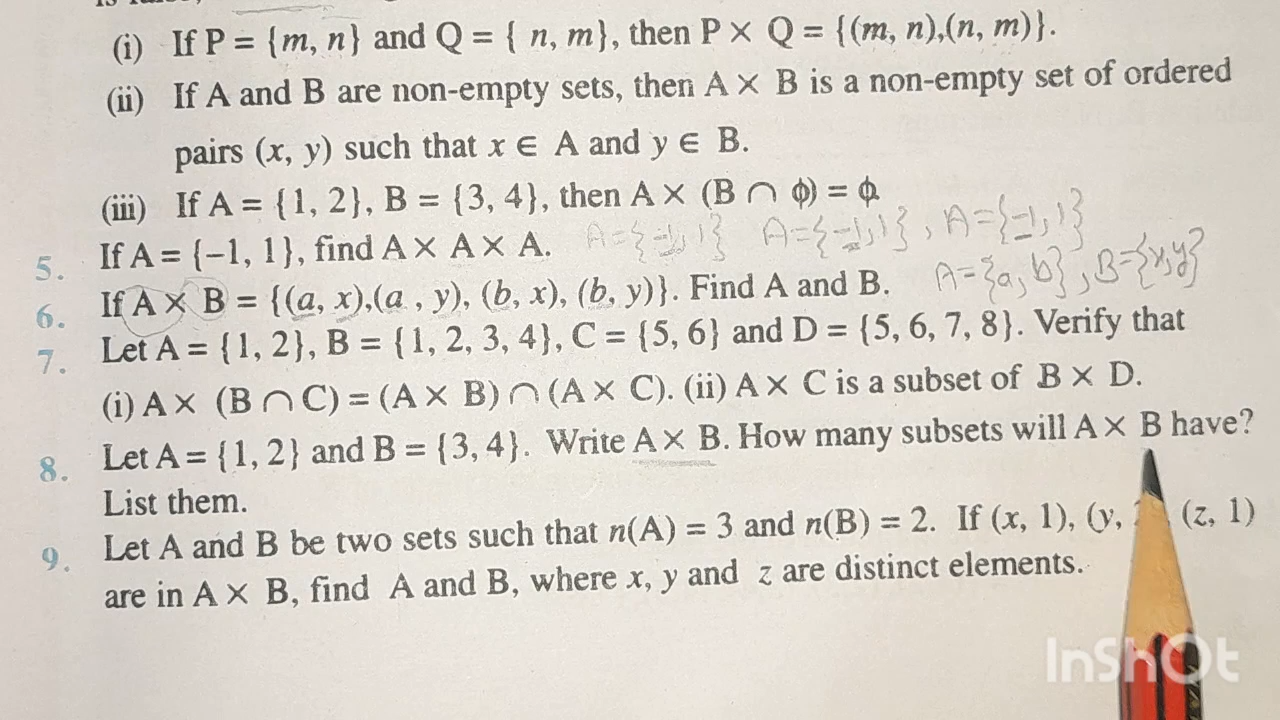 (i) If P = {m, n} and Q = { n, m}, then P × Q = {(m, n),(n, m)}.
(ii) If A and B are non-empty sets, then A × B is a non-empty set of ordered
pairs (x, y) such that x ∈ A and y ∈ B.
(iii) If A = {1, 2}, B = {3, 4}, then A × (B ∩ ϕ) = ϕ.
A={-1,1} A={-1,1}, A={-1,1}
5. If A = {–1, 1}, find A × A × A.
A={a,b}, B={x,y}
6. If A × B = {(a, x),(a , y), (b, x), (b, y)}. Find A and B.
7. Let A = {1, 2}, B = {1, 2, 3, 4}, C = {5, 6} and D = {5, 6, 7, 8}. Verify that
(i) A × (B ∩ C) = (A × B) ∩ (A × C). (ii) A × C is a subset of B × D.
8. Let A = {1, 2} and B = {3, 4}. Write A × B. How many subsets will A × B have?
List them.
9. Let A and B be two sets such that n(A) = 3 and n(B) = 2. If (x, 1), (y, (z, 1)
are in A × B, find A and B, where x, y and z are distinct elements.
InShOt